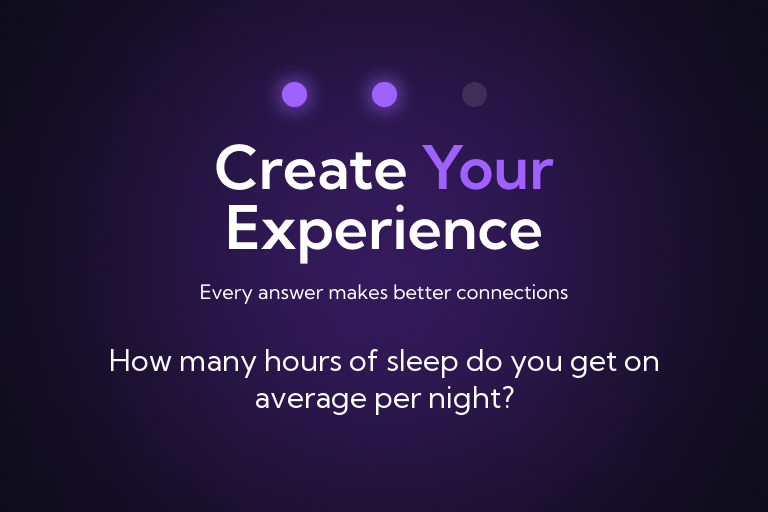 Create Your
Experience
Every answer makes better connections
How many hours of sleep do you get on
average per night?